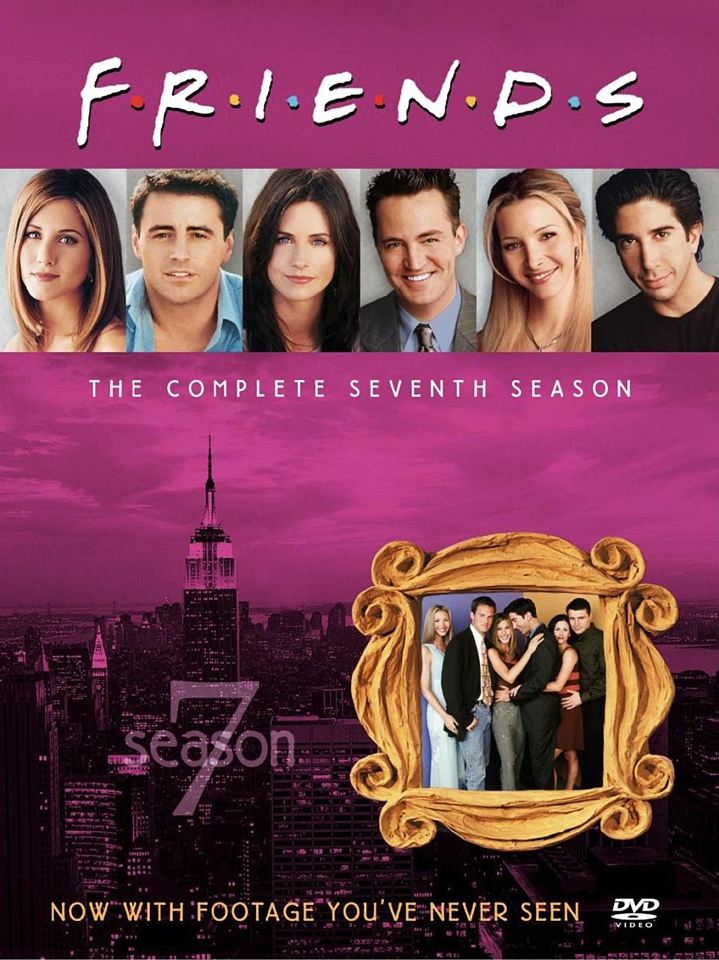 F·R·I·E·N·D·S
THE COMPLETE SEVENTH SEASON
7
season
NOW WITH FOOTAGE YOU'VE NEVER SEEN
DVD
VIDEO